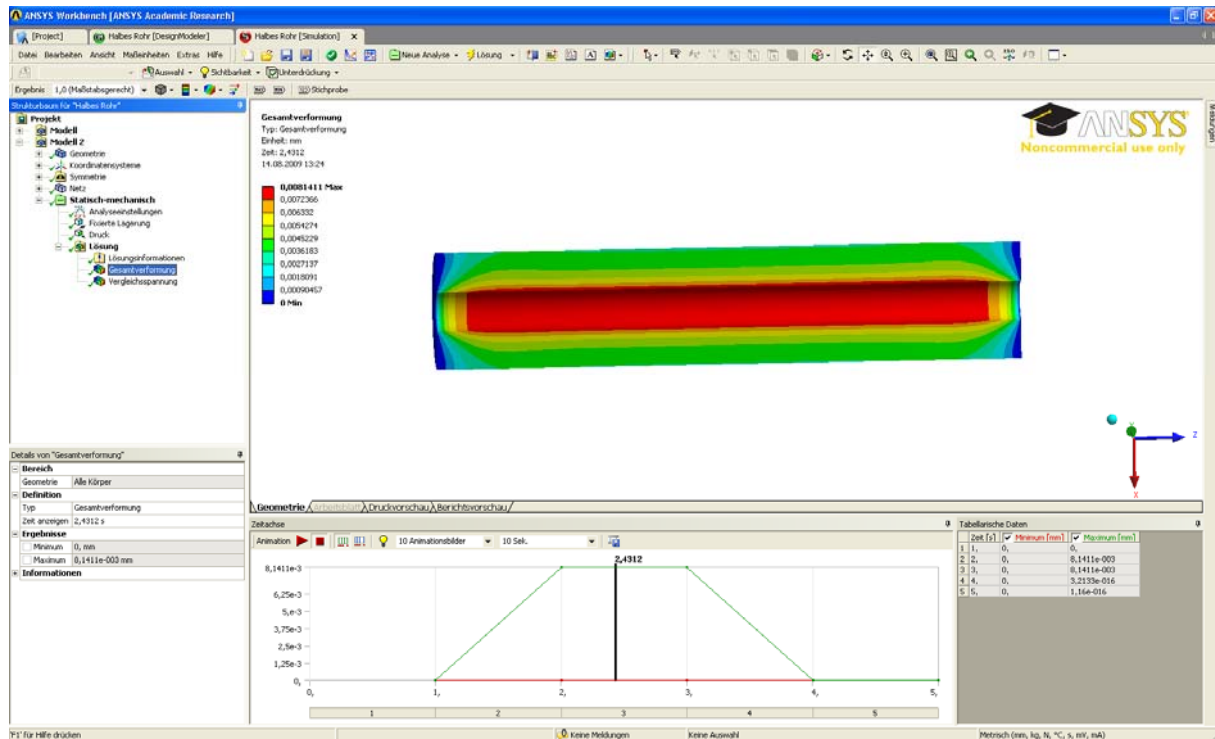 ANSYS Workbench [ANSYS Academic Research]
[Project]
Halbes Rohr [DesignModeler]
Halbes Rohr [Simulation]
Datei Bearbeiten Ansicht Maßeinheiten Extras Hilfe
Neue Analyse
Lösung
Auswahl
Sichtbarkeit
Unterdrückung
Ergebnis 1,0 (Maßstabsgerecht)
Stichprobe
Strukturbaum für "Halbes Rohr"
Projekt
Modell
Modell 2
Geometrie
Koordinatensysteme
Symmetrie
Netz
Statisch-mechanisch
Analyseeinstellungen
Fixierte Lagerung
Druck
Lösung
Lösungsinformationen
Gesamtverformung
Vergleichsspannung
Gesamtverformung
Typ: Gesamtverformung
Einheit: mm
Zeit: 2,4312
14.08.2009 13:24
0,0081411 Max
0,0072366
0,006332
0,0054274
0,0045229
0,0036183
0,0027137
0,0018091
0,00090457
0 Min
ANSYS
Noncommercial use only
Meldungen
Z
X
Details von "Gesamtverformung"
Bereich
Geometrie Alle Körper
Definition
Typ Gesamtverformung
Zeit anzeigen 2,4312 s
Ergebnisse
Minimum 0, mm
Maximum 8,1411e-003 mm
Informationen
Geometrie Arbeitsblatt Druckvorschau Berichtsvorschau
Zeitachse
Animation
10 Animationsbilder
10 Sek.
2,4312
8,1411e-3
6,25e-3
5,e-3
3,75e-3
2,5e-3
1,25e-3
0,
0, 1, 2, 3, 4, 5,
1 2 3 4 5
Tabellarische Daten
Zeit [s] Minimum [mm] Maximum [mm]
1 1, 0, 0,
2 2, 0, 8,1411e-003
3 3, 0, 8,1411e-003
4 4, 0, 3,2133e-016
5 5, 0, 1,16e-016
'F1' für Hilfe drücken
Keine Meldungen
Keine Auswahl
Metrisch (mm, kg, N, °C, s, mV, mA)